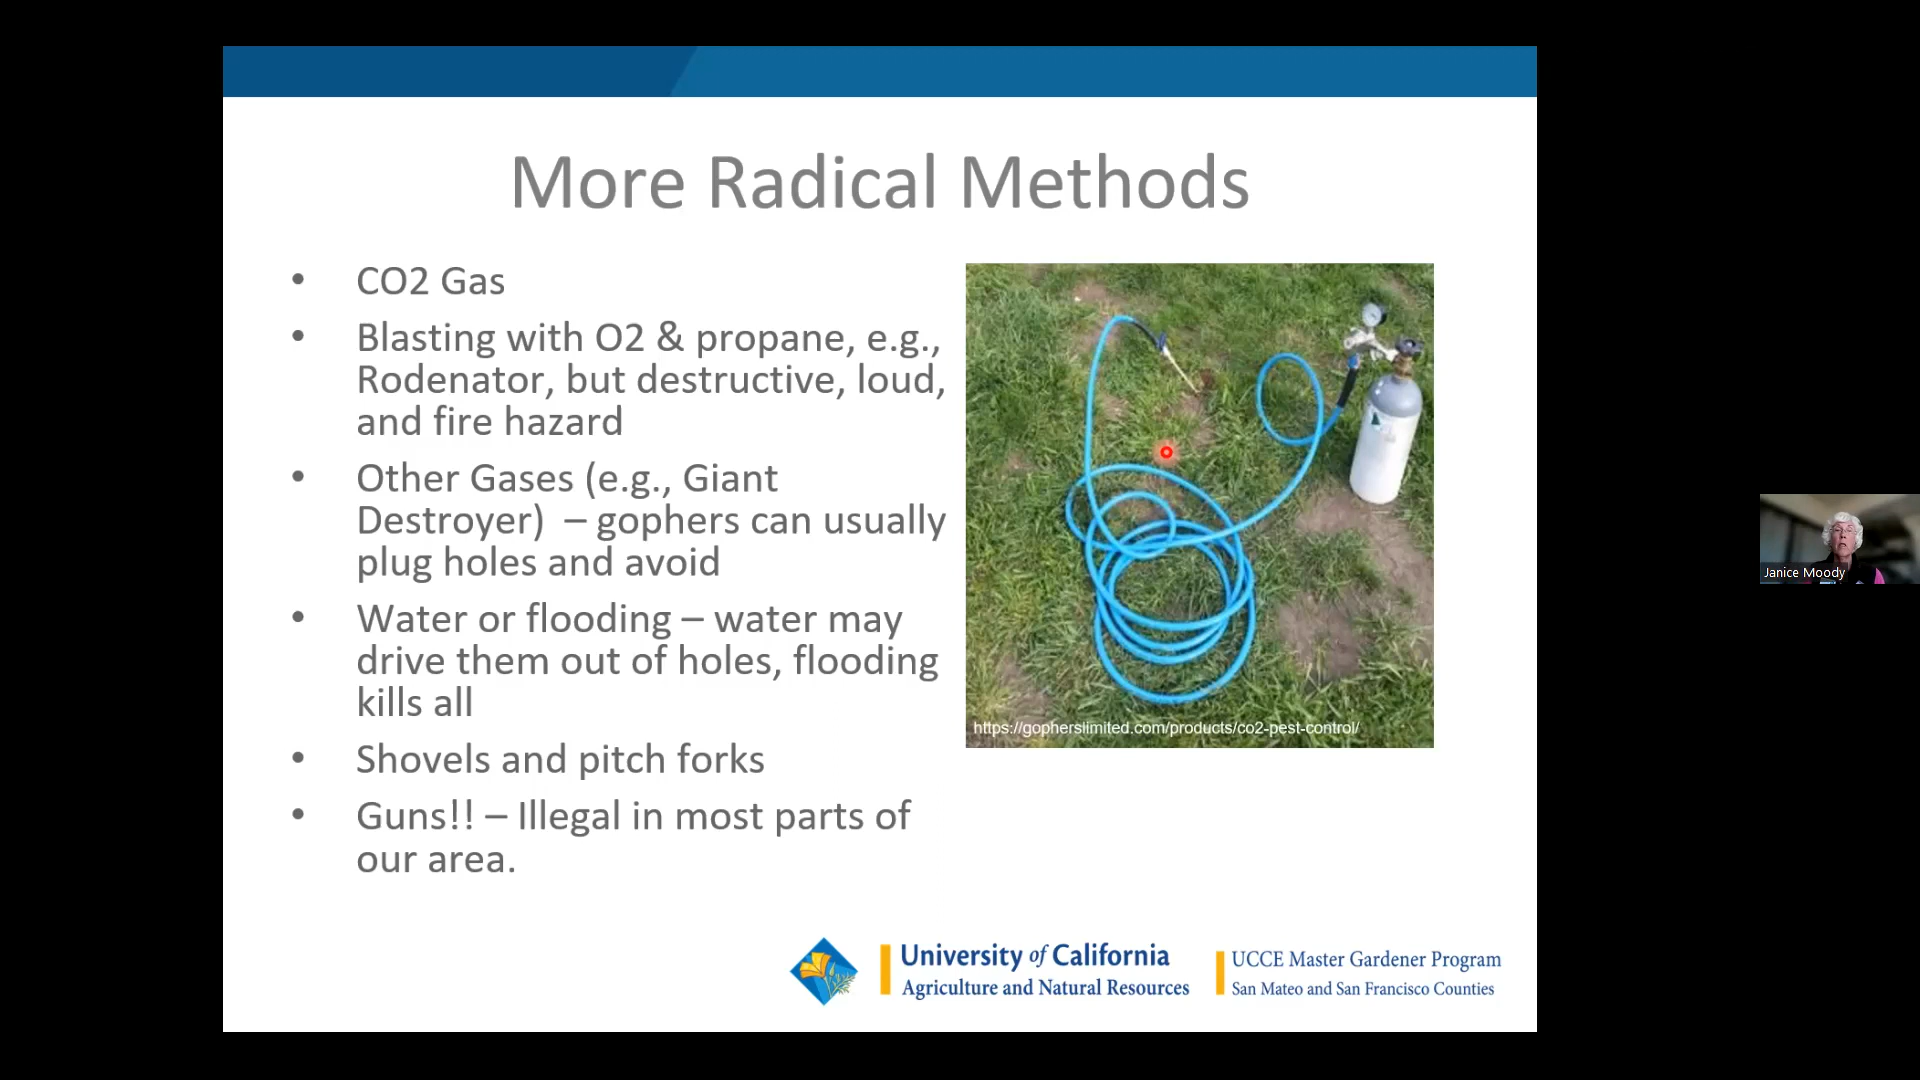 More Radical Methods
• CO2 Gas
• Blasting with O2 & propane, e.g.,
Rodenator, but destructive, loud,
and fire hazard
• Other Gases (e.g., Giant
Destroyer) – gophers can usually
plug holes and avoid
• Water or flooding – water may
drive them out of holes, flooding
kills all
• Shovels and pitch forks
• Guns!! – Illegal in most parts of
our area.
https://gopherslimited.com/products/co2-pest-control/
Janice Moody
University of California
Agriculture and Natural Resources
UCCE Master Gardener Program
San Mateo and San Francisco Counties